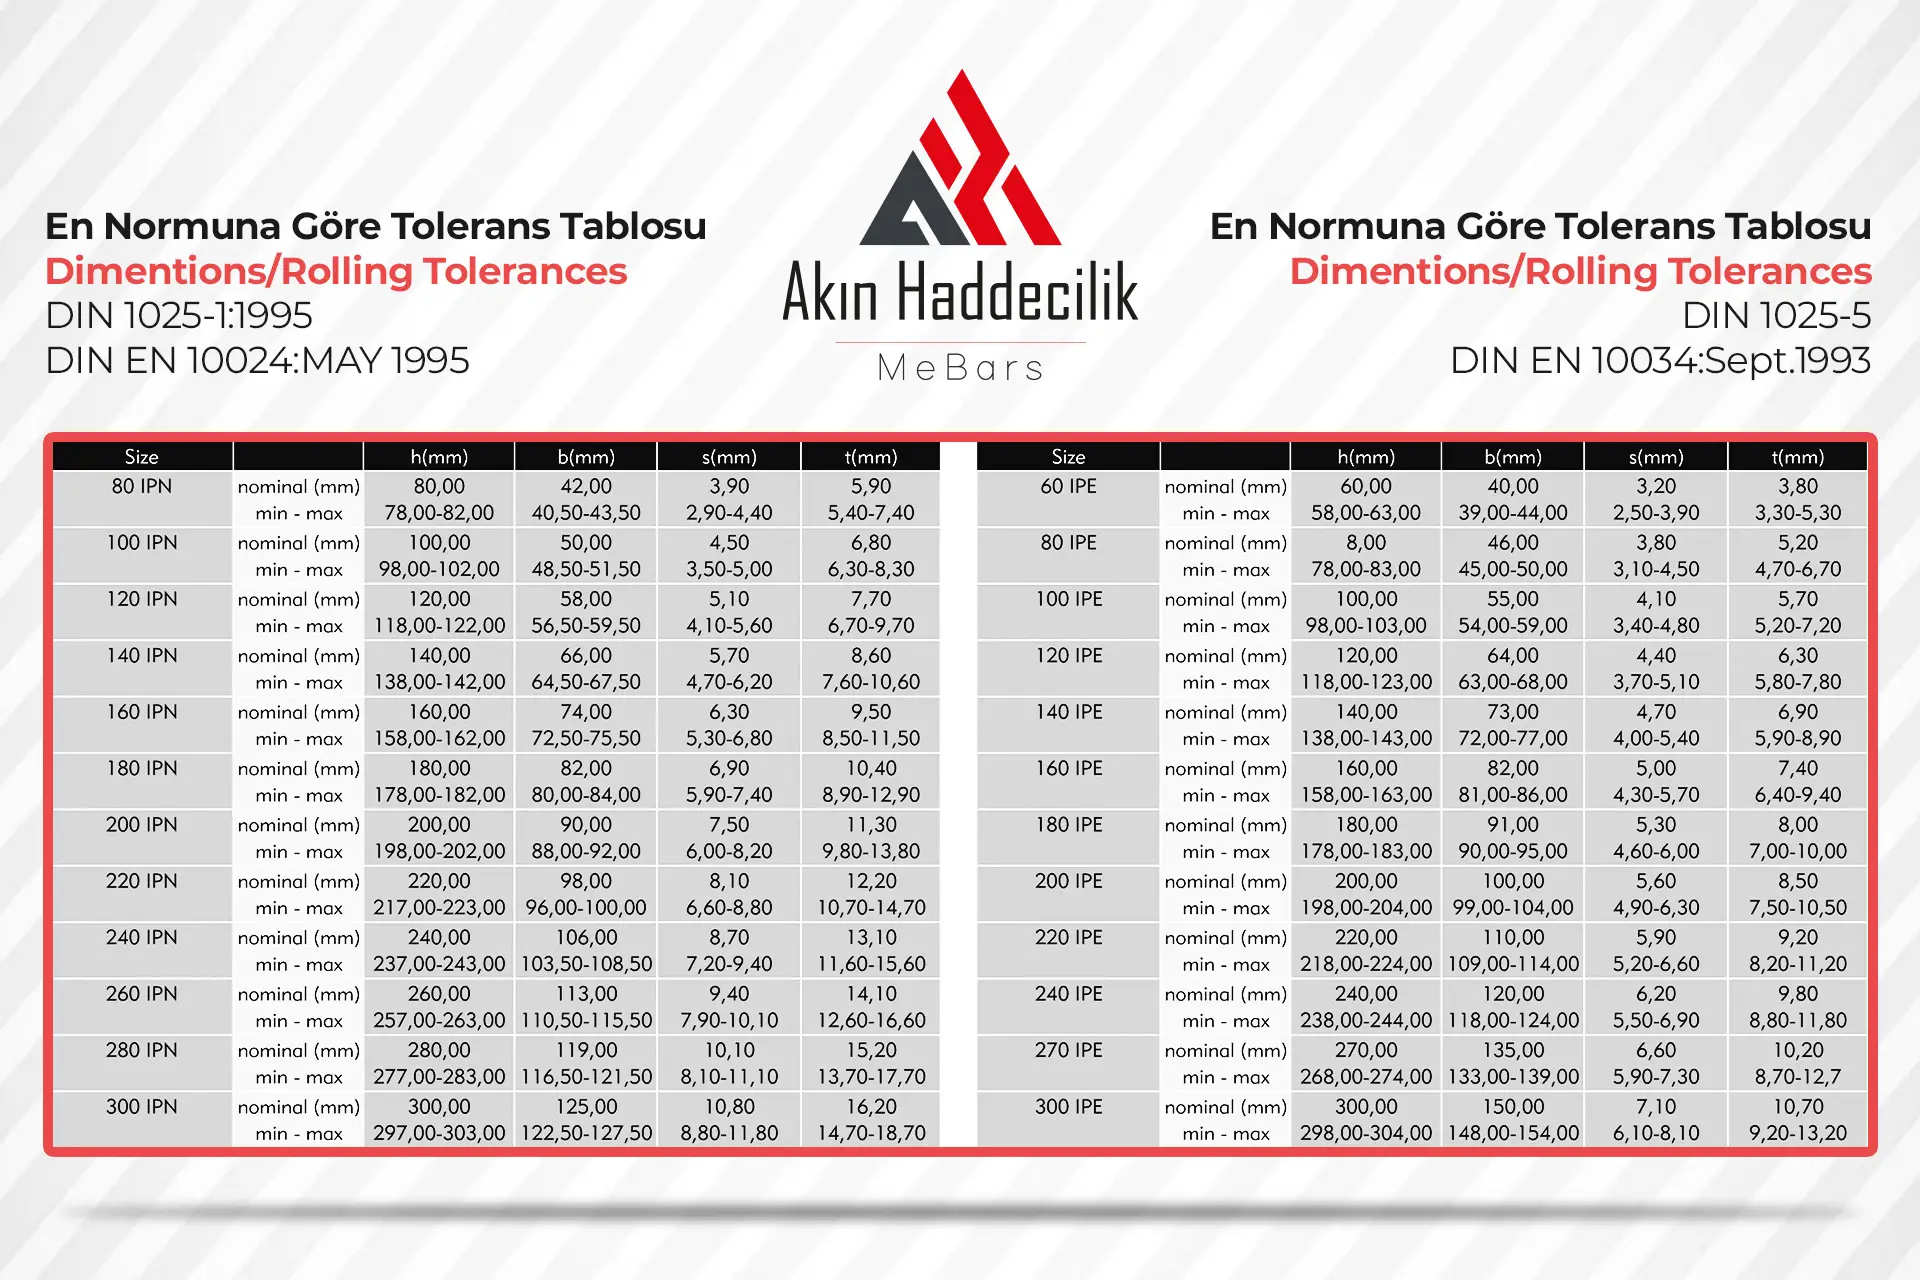 En Normuna Göre Tolerans Tablosu
Dimentions/Rolling Tolerances
DIN 1025-1:1995
DIN EN 10024:MAY 1995
Akın Haddecilik
MeBars
En Normuna Göre Tolerans Tablosu
Dimentions/Rolling Tolerances
DIN 1025-5
DIN EN 10034:Sept.1993
Size h(mm) b(mm) s(mm) t(mm)
80 IPN nominal (mm) 80,00 42,00 3,90 5,90
min - max 78,00-82,00 40,50-43,50 2,90-4,40 5,40-7,40
100 IPN nominal (mm) 100,00 50,00 4,50 6,80
min - max 98,00-102,00 48,50-51,50 3,50-5,00 6,30-8,30
120 IPN nominal (mm) 120,00 58,00 5,10 7,70
min - max 118,00-122,00 56,50-59,50 4,10-5,60 6,70-9,70
140 IPN nominal (mm) 140,00 66,00 5,70 8,60
min - max 138,00-142,00 64,50-67,50 4,70-6,20 7,60-10,60
160 IPN nominal (mm) 160,00 74,00 6,30 9,50
min - max 158,00-162,00 72,50-75,50 5,30-6,80 8,50-11,50
180 IPN nominal (mm) 180,00 82,00 6,90 10,40
min - max 178,00-182,00 80,00-84,00 5,90-7,40 8,90-12,90
200 IPN nominal (mm) 200,00 90,00 7,50 11,30
min - max 198,00-202,00 88,00-92,00 6,00-8,20 9,80-13,80
220 IPN nominal (mm) 220,00 98,00 8,10 12,20
min - max 217,00-223,00 96,00-100,00 6,60-8,80 10,70-14,70
240 IPN nominal (mm) 240,00 106,00 8,70 13,10
min - max 237,00-243,00 103,50-108,50 7,20-9,40 11,60-15,60
260 IPN nominal (mm) 260,00 113,00 9,40 14,10
min - max 257,00-263,00 110,50-115,50 7,90-10,10 12,60-16,60
280 IPN nominal (mm) 280,00 119,00 10,10 15,20
min - max 277,00-283,00 116,50-121,50 8,10-11,10 13,70-17,70
300 IPN nominal (mm) 300,00 125,00 10,80 16,20
min - max 297,00-303,00 122,50-127,50 8,80-11,80 14,70-18,70
Size h(mm) b(mm) s(mm) t(mm)
60 IPE nominal (mm) 60,00 40,00 3,20 3,80
min - max 58,00-63,00 39,00-44,00 2,50-3,90 3,30-5,30
80 IPE nominal (mm) 8,00 46,00 3,80 5,20
min - max 78,00-83,00 45,00-50,00 3,10-4,50 4,70-6,70
100 IPE nominal (mm) 100,00 55,00 4,10 5,70
min - max 98,00-103,00 54,00-59,00 3,40-4,80 5,20-7,20
120 IPE nominal (mm) 120,00 64,00 4,40 6,30
min - max 118,00-123,00 63,00-68,00 3,70-5,10 5,80-7,80
140 IPE nominal (mm) 140,00 73,00 4,70 6,90
min - max 138,00-143,00 72,00-77,00 4,00-5,40 5,90-8,90
160 IPE nominal (mm) 160,00 82,00 5,00 7,40
min - max 158,00-163,00 81,00-86,00 4,30-5,70 6,40-9,40
180 IPE nominal (mm) 180,00 91,00 5,30 8,00
min - max 178,00-183,00 90,00-95,00 4,60-6,00 7,00-10,00
200 IPE nominal (mm) 200,00 100,00 5,60 8,50
min - max 198,00-204,00 99,00-104,00 4,90-6,30 7,50-10,50
220 IPE nominal (mm) 220,00 110,00 5,90 9,20
min - max 218,00-224,00 109,00-114,00 5,20-6,60 8,20-11,20
240 IPE nominal (mm) 240,00 120,00 6,20 9,80
min - max 238,00-244,00 118,00-124,00 5,50-6,90 8,80-11,80
270 IPE nominal (mm) 270,00 135,00 6,60 10,20
min - max 268,00-274,00 133,00-139,00 5,90-7,30 8,70-12,7
300 IPE nominal (mm) 300,00 150,00 7,10 10,70
min - max 298,00-304,00 148,00-154,00 6,10-8,10 9,20-13,20